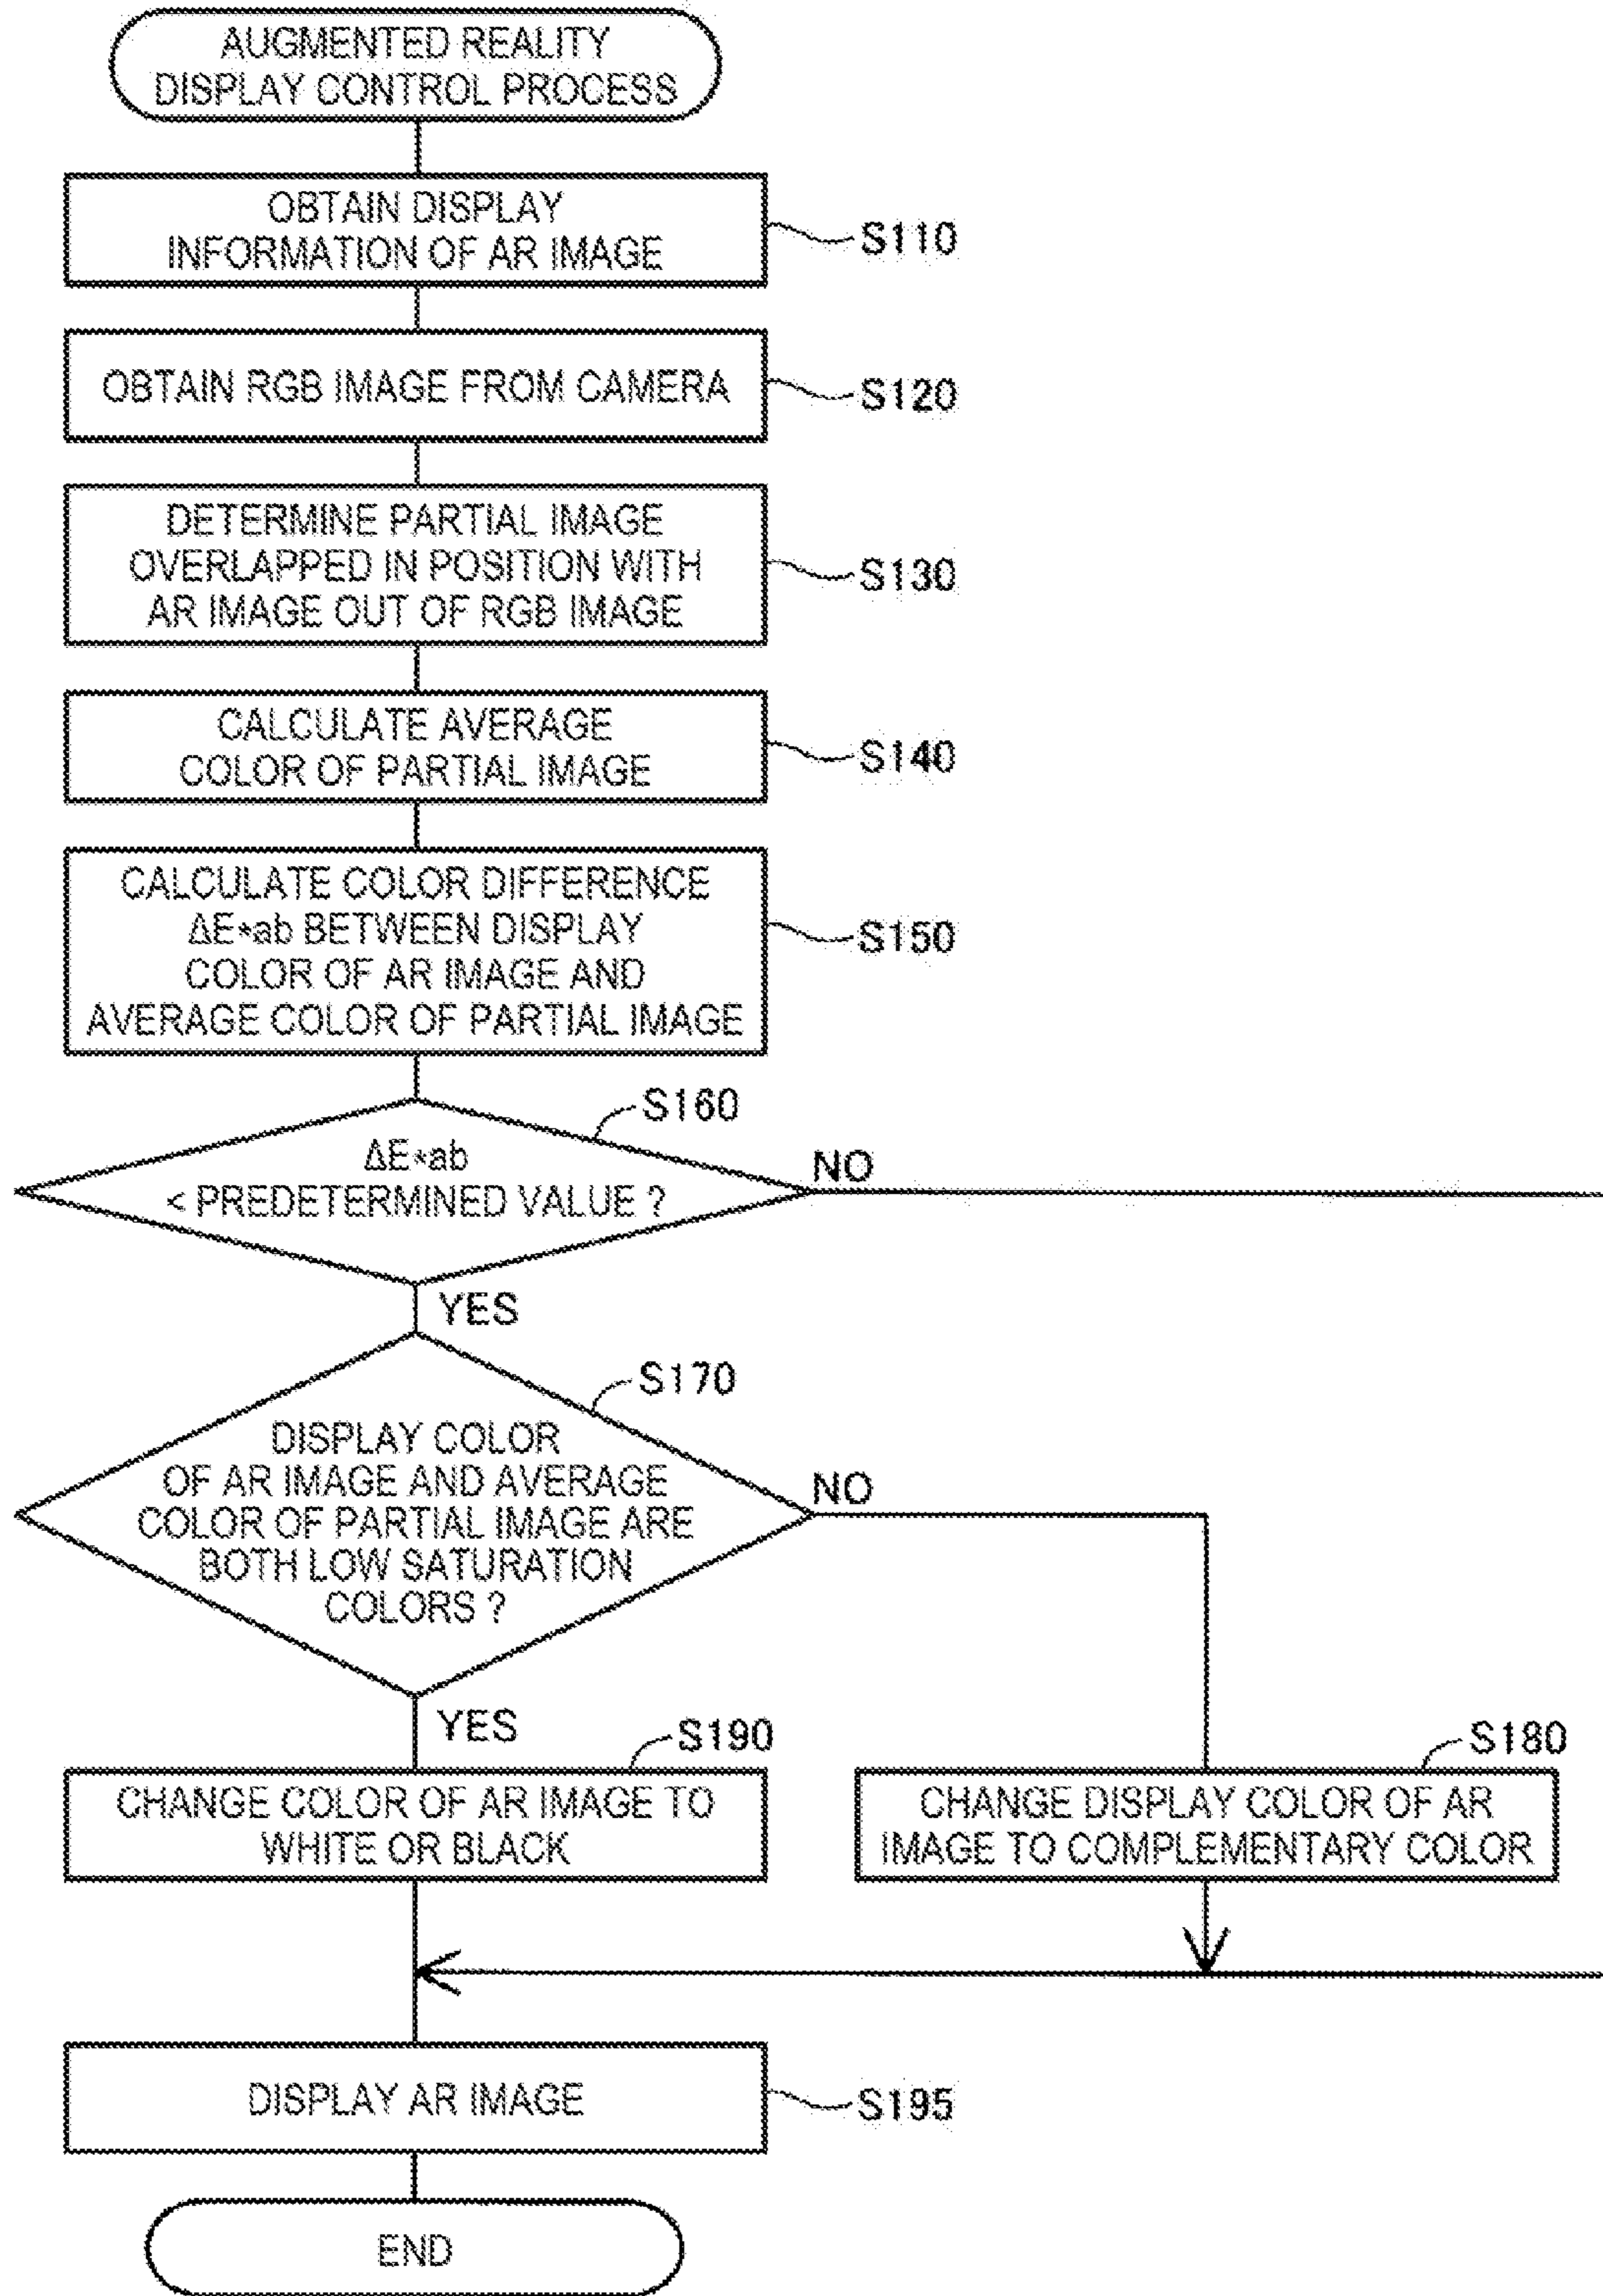 AUGMENTED REALITY
DISPLAY CONTROL PROCESS
OBTAIN DISPLAY
INFORMATION OF AR IMAGE
S110
OBTAIN RGB IMAGE FROM CAMERA
S120
DETERMINE PARTIAL IMAGE
OVERLAPPED IN POSITION WITH
AR IMAGE OUT OF RGB IMAGE
S130
CALCULATE AVERAGE
COLOR OF PARTIAL IMAGE
S140
CALCULATE COLOR DIFFERENCE
ΔE*ab BETWEEN DISPLAY
COLOR OF AR IMAGE AND
AVERAGE COLOR OF PARTIAL IMAGE
S150
S160
ΔE*ab
< PREDETERMINED VALUE ?
NO
YES
S170
DISPLAY COLOR
OF AR IMAGE AND AVERAGE
COLOR OF PARTIAL IMAGE ARE
BOTH LOW SATURATION
COLORS ?
NO
YES
S190
CHANGE COLOR OF AR IMAGE TO
WHITE OR BLACK
S180
CHANGE DISPLAY COLOR OF AR
IMAGE TO COMPLEMENTARY COLOR
DISPLAY AR IMAGE
S195
END